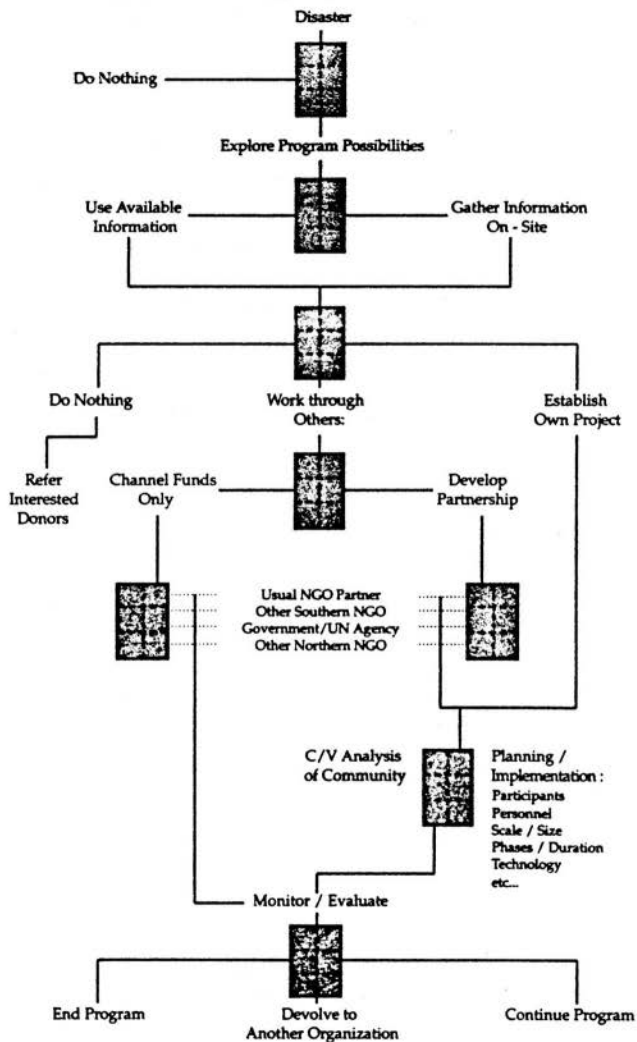 Disaster
Do Nothing
Explore Program Possibilities
Use Available
Information
Gather Information
On - Site
Do Nothing
Work through
Others:
Establish
Own Project
Refer
Interested
Donors
Channel Funds
Only
Develop
Partnership
Usual NGO Partner
Other Southern NGO
Government/UN Agency
Other Northern NGO
C/V Analysis
of Community
Planning /
Implementation :
Participants
Personnel
Scale / Size
Phases / Duration
Technology
etc...
Monitor / Evaluate
End Program
Devolve to
Another Organization
Continue Program